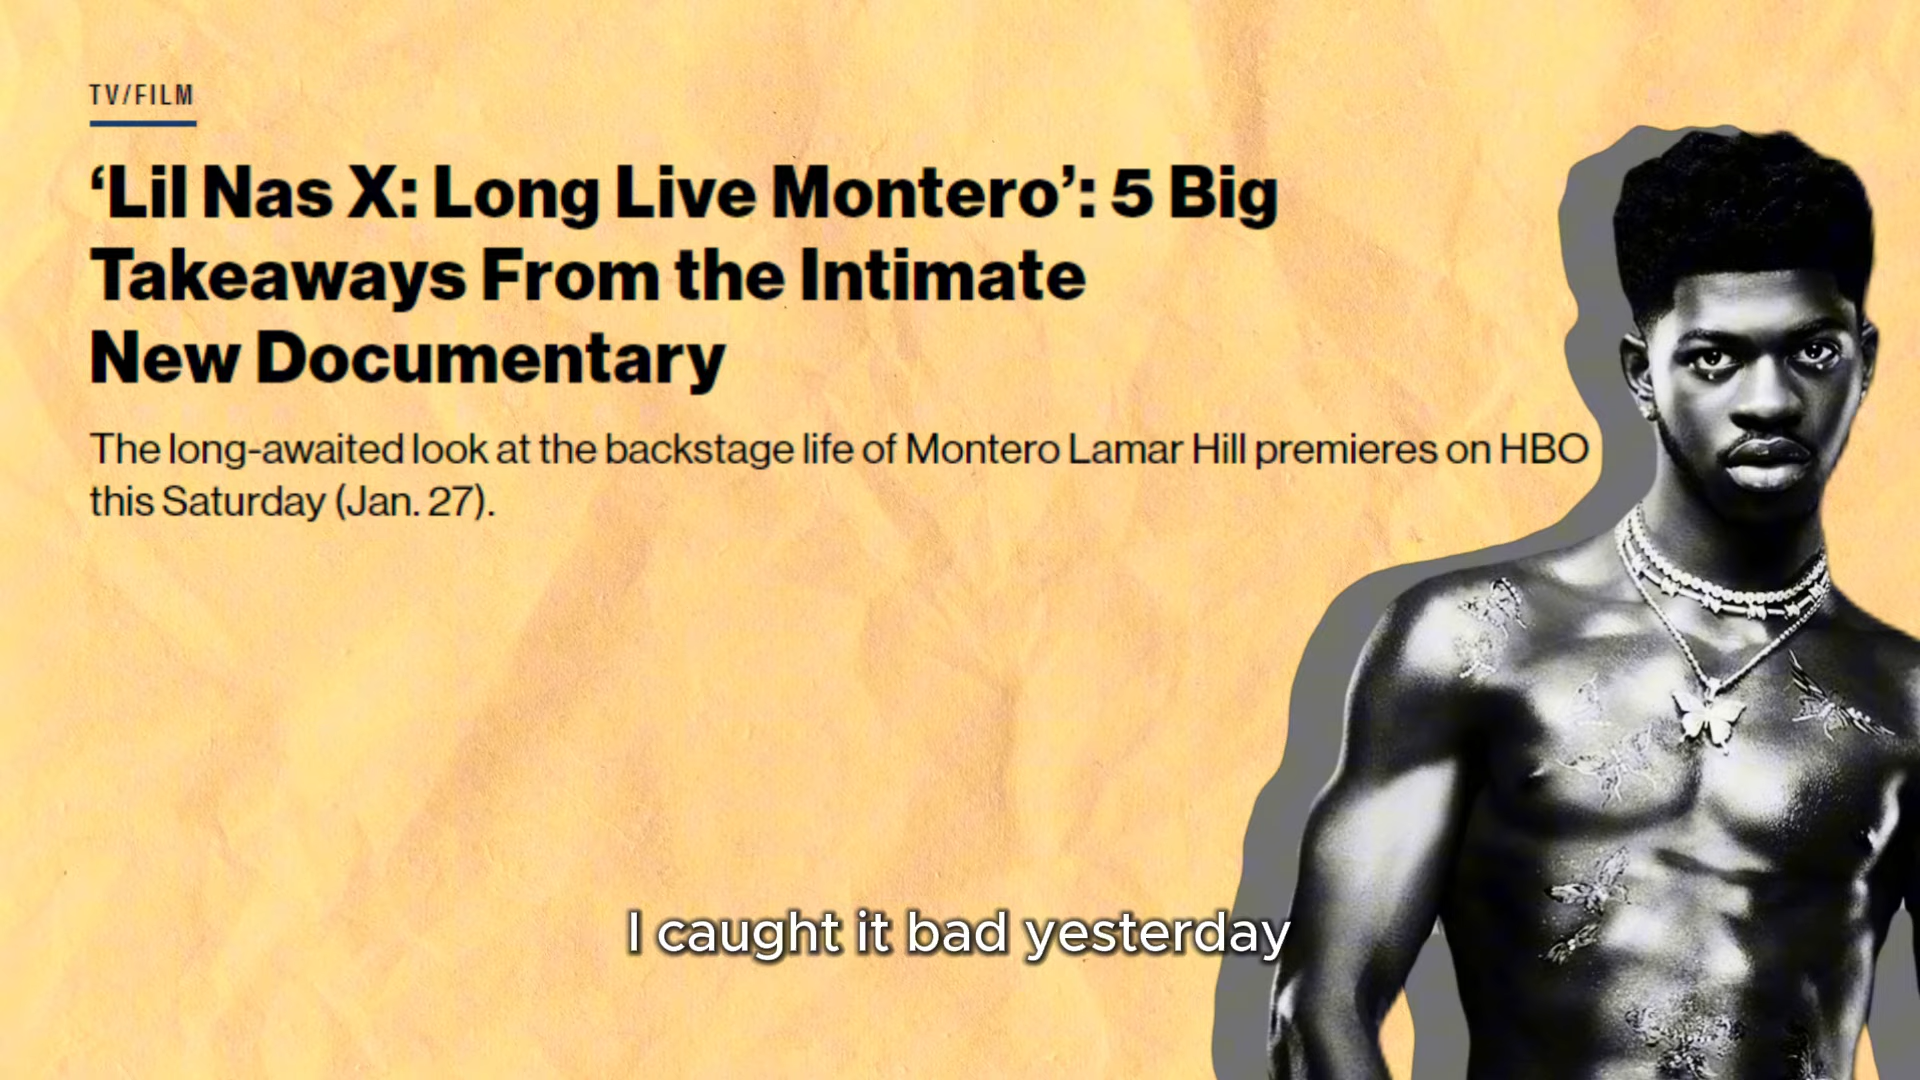 TV/FILM
‘Lil Nas X: Long Live Montero’: 5 Big
Takeaways From the Intimate
New Documentary
The long-awaited look at the backstage life of Montero Lamar Hill premieres on HBO
this Saturday (Jan. 27).
I caught it bad yesterday